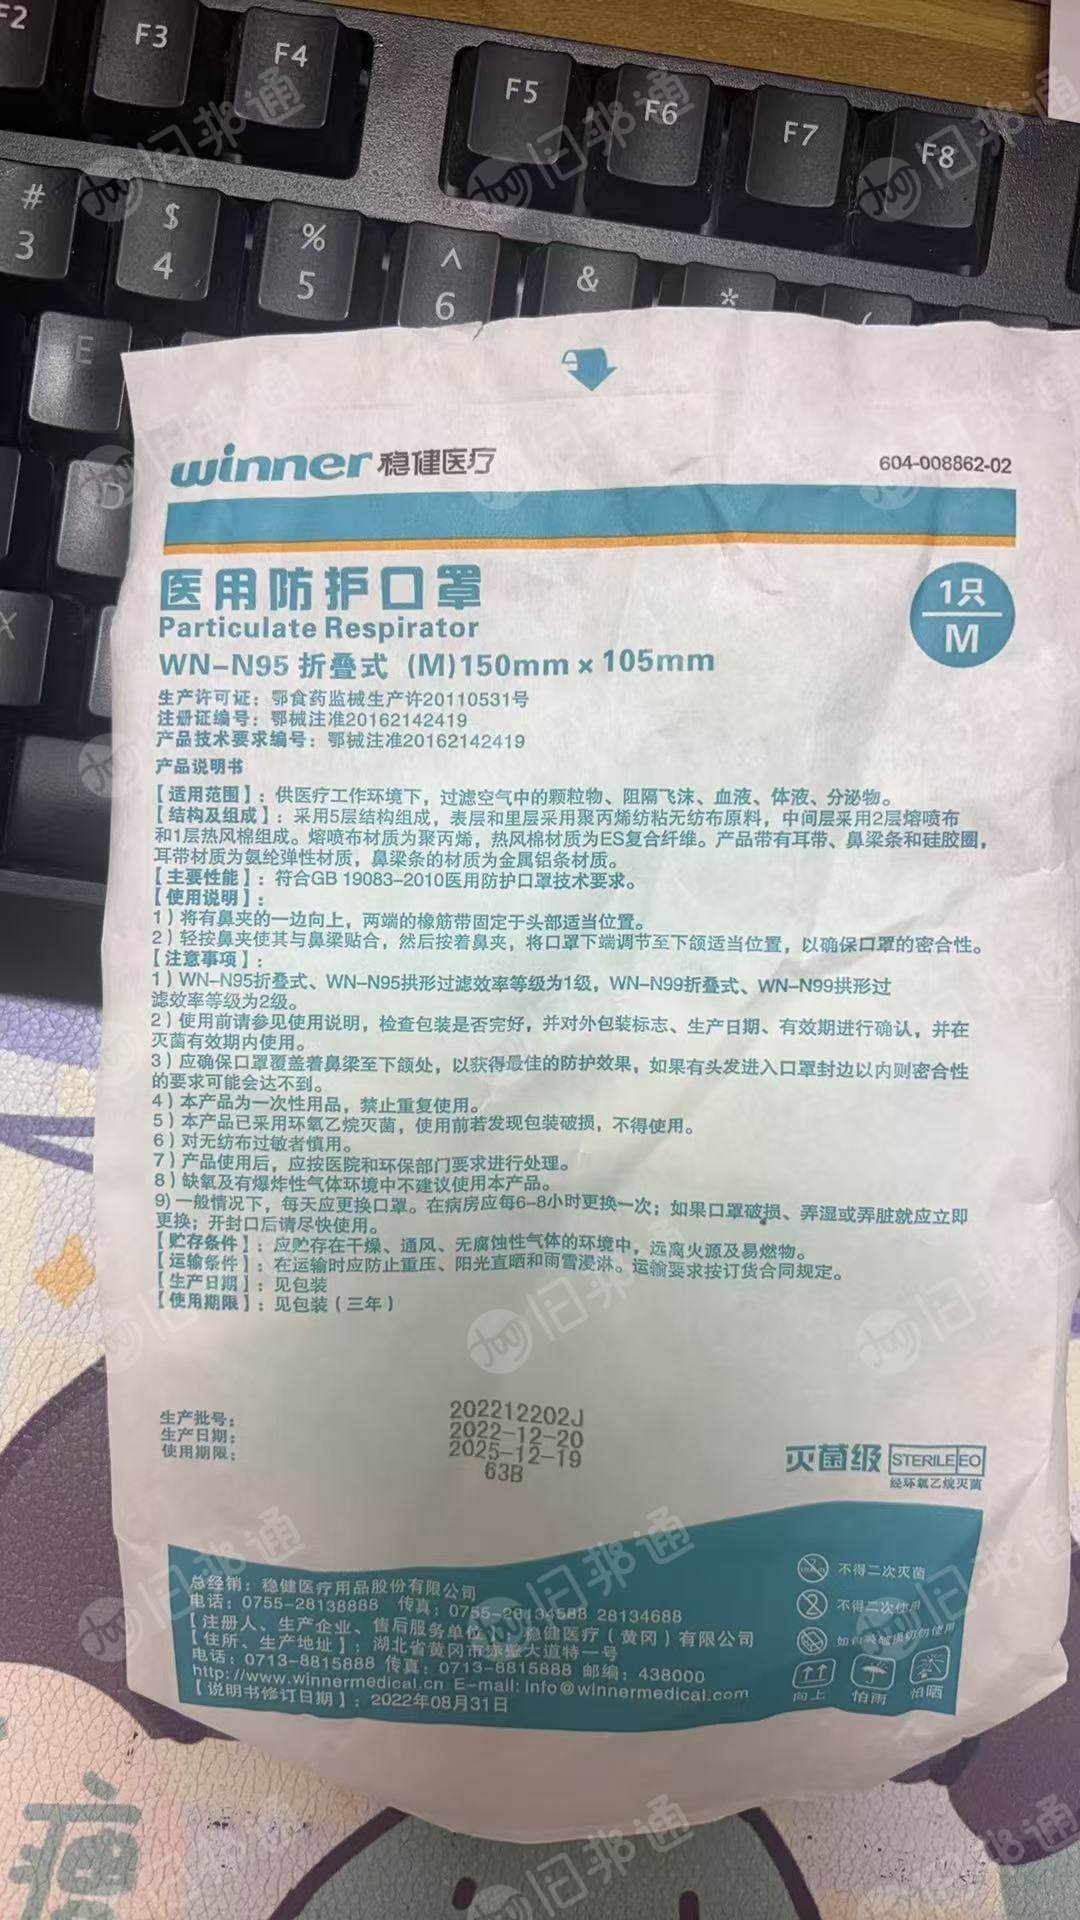 F2
F3
F4
F5
F6
F7
F8
#
3
$
4
%
5
^
6
&
*
(
E
D
X
winner 稳健医疗
604-008862-02
医用防护口罩
Particulate Respirator
1只
M
WN-N95 折叠式 (M)150mm×105mm
生产许可证：鄂食药监械生产许20110531号
注册证编号：鄂械注准20162142419
产品技术要求编号：鄂械注准20162142419
产品说明书
【适用范围】：供医疗工作环境下，过滤空气中的颗粒物、阻隔飞沫、血液、体液、分泌物。
【结构及组成】：采用5层结构组成，表层和里层采用聚丙烯纺粘无纺布原料，中间层采用2层熔喷布
和1层热风棉组成。熔喷布材质为聚丙烯，热风棉材质为ES复合纤维。产品带有耳带、鼻梁条和硅胶圈，
耳带材质为氨纶弹性材质，鼻梁条的材质为金属铝条材质。
【主要性能】：符合GB 19083-2010医用防护口罩技术要求。
【使用说明】：
1）将有鼻夹的一边向上，两端的橡筋带固定于头部适当位置。
2）轻按鼻夹使其与鼻梁贴合，然后按着鼻夹，将口罩下端调节至下颌适当位置，以确保口罩的密合性。
【注意事项】：
1）WN-N95折叠式、WN-N95拱形过滤效率等级为1级，WN-N99折叠式、WN-N99拱形过
滤效率等级为2级。
2）使用前请参见使用说明，检查包装是否完好，并对外包装标志、生产日期、有效期进行确认，并在
灭菌有效期内使用。
3）应确保口罩覆盖着鼻梁至下颌处，以获得最佳的防护效果，如果有头发进入口罩封边以内则密合性
的要求可能会达不到。
4）本产品为一次性用品，禁止重复使用。
5）本产品已采用环氧乙烷灭菌，使用前若发现包装破损，不得使用。
6）对无纺布过敏者慎用。
7）产品使用后，应按医院和环保部门要求进行处理。
8）缺氧及有爆炸性气体环境中不建议使用本产品。
9）一般情况下，每天应更换口罩。在病房应每6-8小时更换一次；如果口罩破损、弄湿或弄脏就应立即
更换；开封口后请尽快使用。
【贮存条件】：应贮存在干燥、通风、无腐蚀性气体的环境中，远离火源及易燃物。
【运输条件】：在运输时应防止重压、阳光直晒和雨雪浸淋。运输要求按订货合同规定。
【生产日期】：见包装
【使用期限】：见包装（三年）
生产批号：
202212202J
生产日期：
2022-12-20
使用期限：
2025-12-19
63B
灭菌级 STERILE EO
经环氧乙烷灭菌
总经销：稳健医疗用品股份有限公司
电话：0755-28138888 传真：0755-28134588 28134688
【注册人、生产企业、售后服务单位】：稳健医疗（黄冈）有限公司
【住所、生产地址】：湖北省黄冈市赤壁大道特一号
电话：0713-8815888 传真：0713-8815888 邮编：438000
http://www.winnermedical.cn E-mail: info@winnermedical.com
【说明书修订日期】：2022年08月31日
不得二次灭菌
不得二次使用
如包装破损切勿使用
向上
怕雨
怕晒
旧邦通